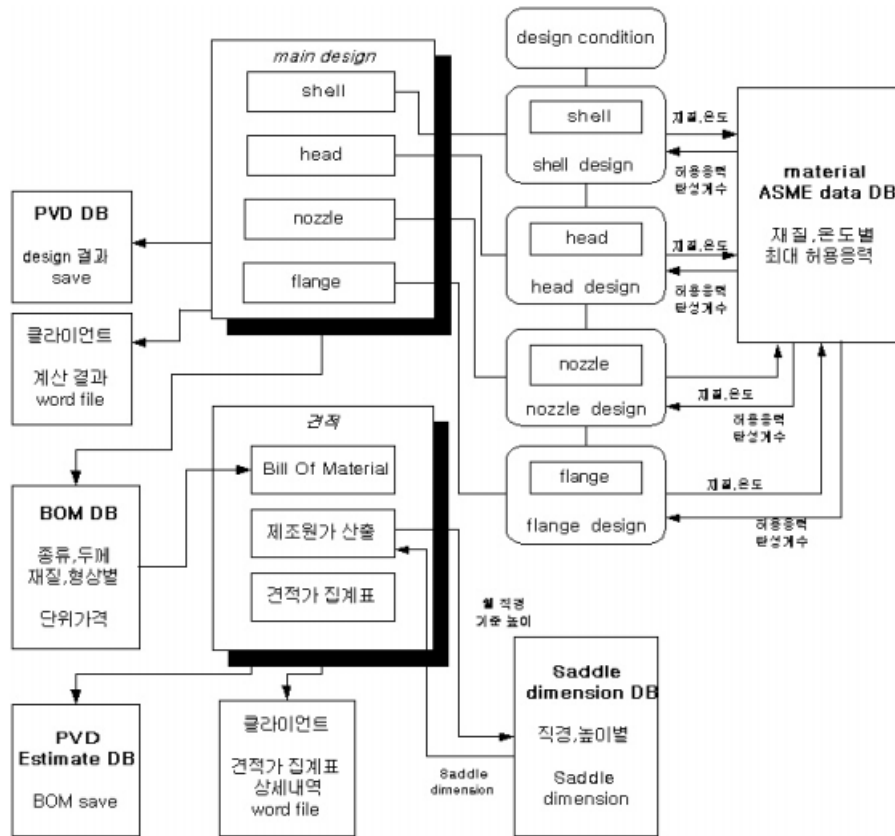 main design
shell
head
nozzle
flange
design condition
shell
shell design
head
head design
nozzle
nozzle design
flange
flange design
재질,온도
허용응력
탄성계수
재질,온도
허용응력
탄성계수
재질,온도
허용응력
탄성계수
재질,온도
허용응력
탄성계수
material
ASME data DB
재질,온도별
최대 허용응력
PVD DB
design 결과
save
클라이언트
계산 결과
word file
BOM DB
종류,두께
재질,형상별
단위가격
견적
Bill Of Material
제조원가 산출
견적가 집계표
쉘 직경
기준 높이
Saddle
dimension
Saddle
dimension DB
직경,높이별
Saddle
dimension
PVD
Estimate DB
BOM save
클라이언트
견적가 집계표
상세내역
word file